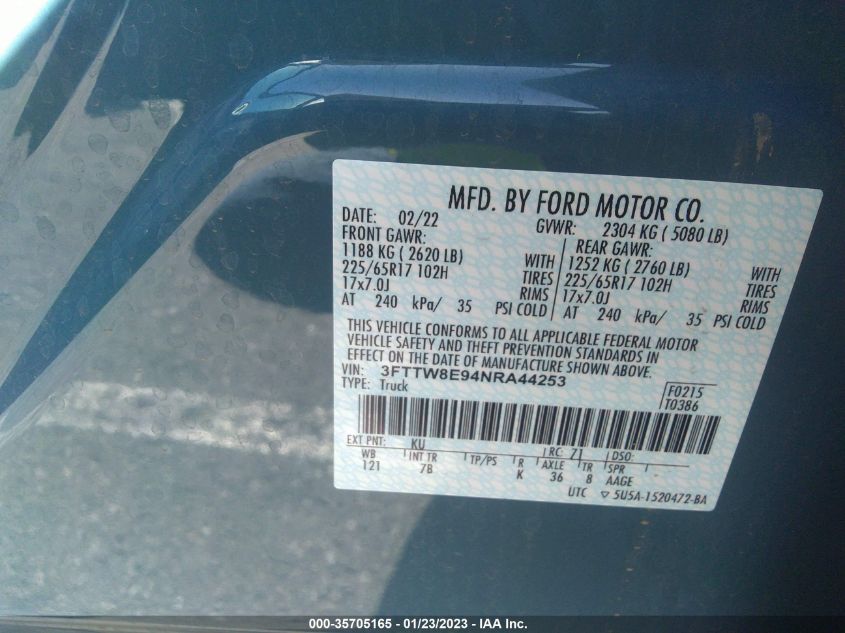 MFD. BY FORD MOTOR CO.
DATE: 02/22 GVWR: 2304 KG ( 5080 LB)
FRONT GAWR: REAR GAWR:
1188 KG ( 2620 LB) WITH 1252 KG ( 2760 LB) WITH
225/65R17 102H TIRES 225/65R17 102H TIRES
17x7.0J RIMS 17x7.0J RIMS
AT 240 kPa/ 35 PSI COLD AT 240 kPa/ 35 PSI COLD
THIS VEHICLE CONFORMS TO ALL APPLICABLE FEDERAL MOTOR
VEHICLE SAFETY AND THEFT PREVENTION STANDARDS IN
EFFECT ON THE DATE OF MANUFACTURE SHOWN ABOVE.
VIN: 3FTTW8E94NRA44253
TYPE: Truck
F0215
T0386
EXT PNT: KU RC: 71 DSO:
WB INT TR TP/PS R AXLE TR SPR
121 7B K 36 8 AAGE
UTC 5U5A-1520472-BA
000-35705165 - 01/23/2023 - IAA Inc.